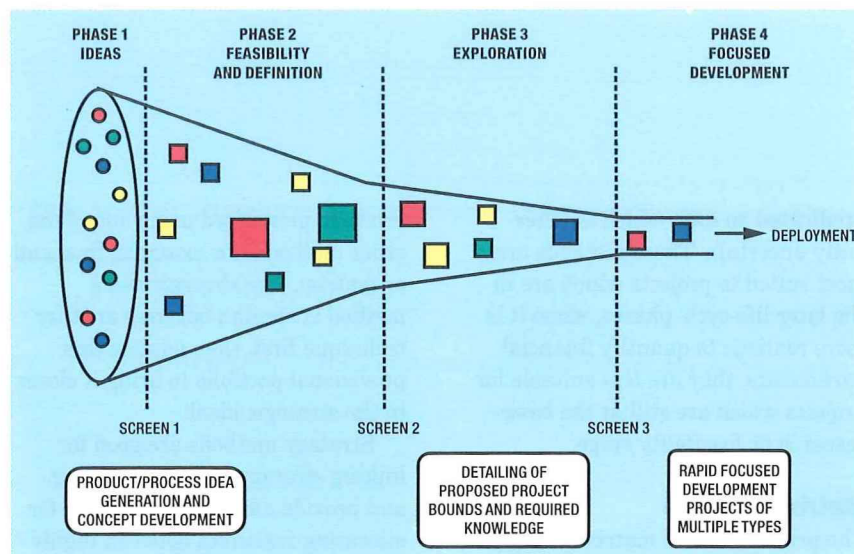 PHASE 1
IDEAS
PHASE 2
FEASIBILITY
AND DEFINITION
PHASE 3
EXPLORATION
PHASE 4
FOCUSED
DEVELOPMENT
DEPLOYMENT
SCREEN 1
SCREEN 2
SCREEN 3
PRODUCT/PROCESS IDEA
GENERATION AND
CONCEPT DEVELOPMENT
DETAILING OF
PROPOSED PROJECT
BOUNDS AND REQUIRED
KNOWLEDGE
RAPID FOCUSED
DEVELOPMENT
PROJECTS OF
MULTIPLE TYPES